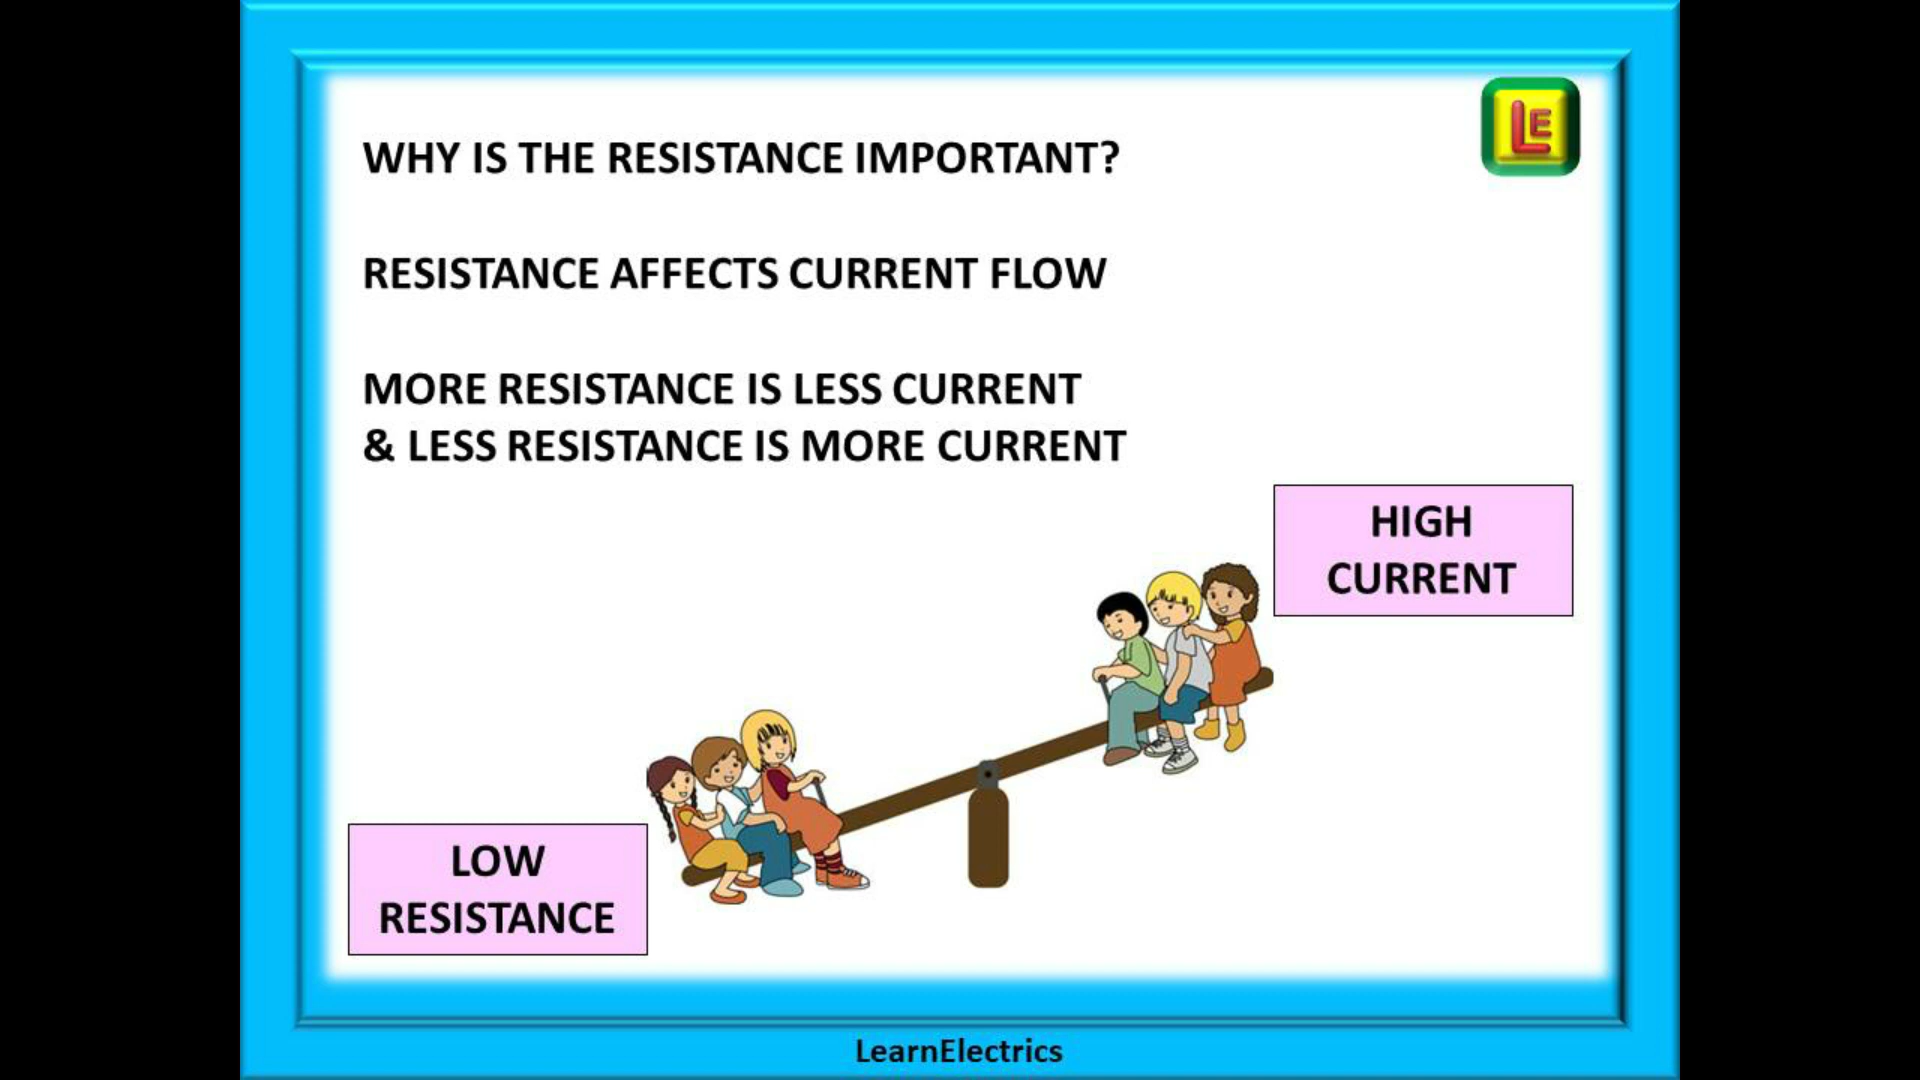 LE
WHY IS THE RESISTANCE IMPORTANT?
RESISTANCE AFFECTS CURRENT FLOW
MORE RESISTANCE IS LESS CURRENT
& LESS RESISTANCE IS MORE CURRENT
HIGH
CURRENT
LOW
RESISTANCE
LearnElectrics